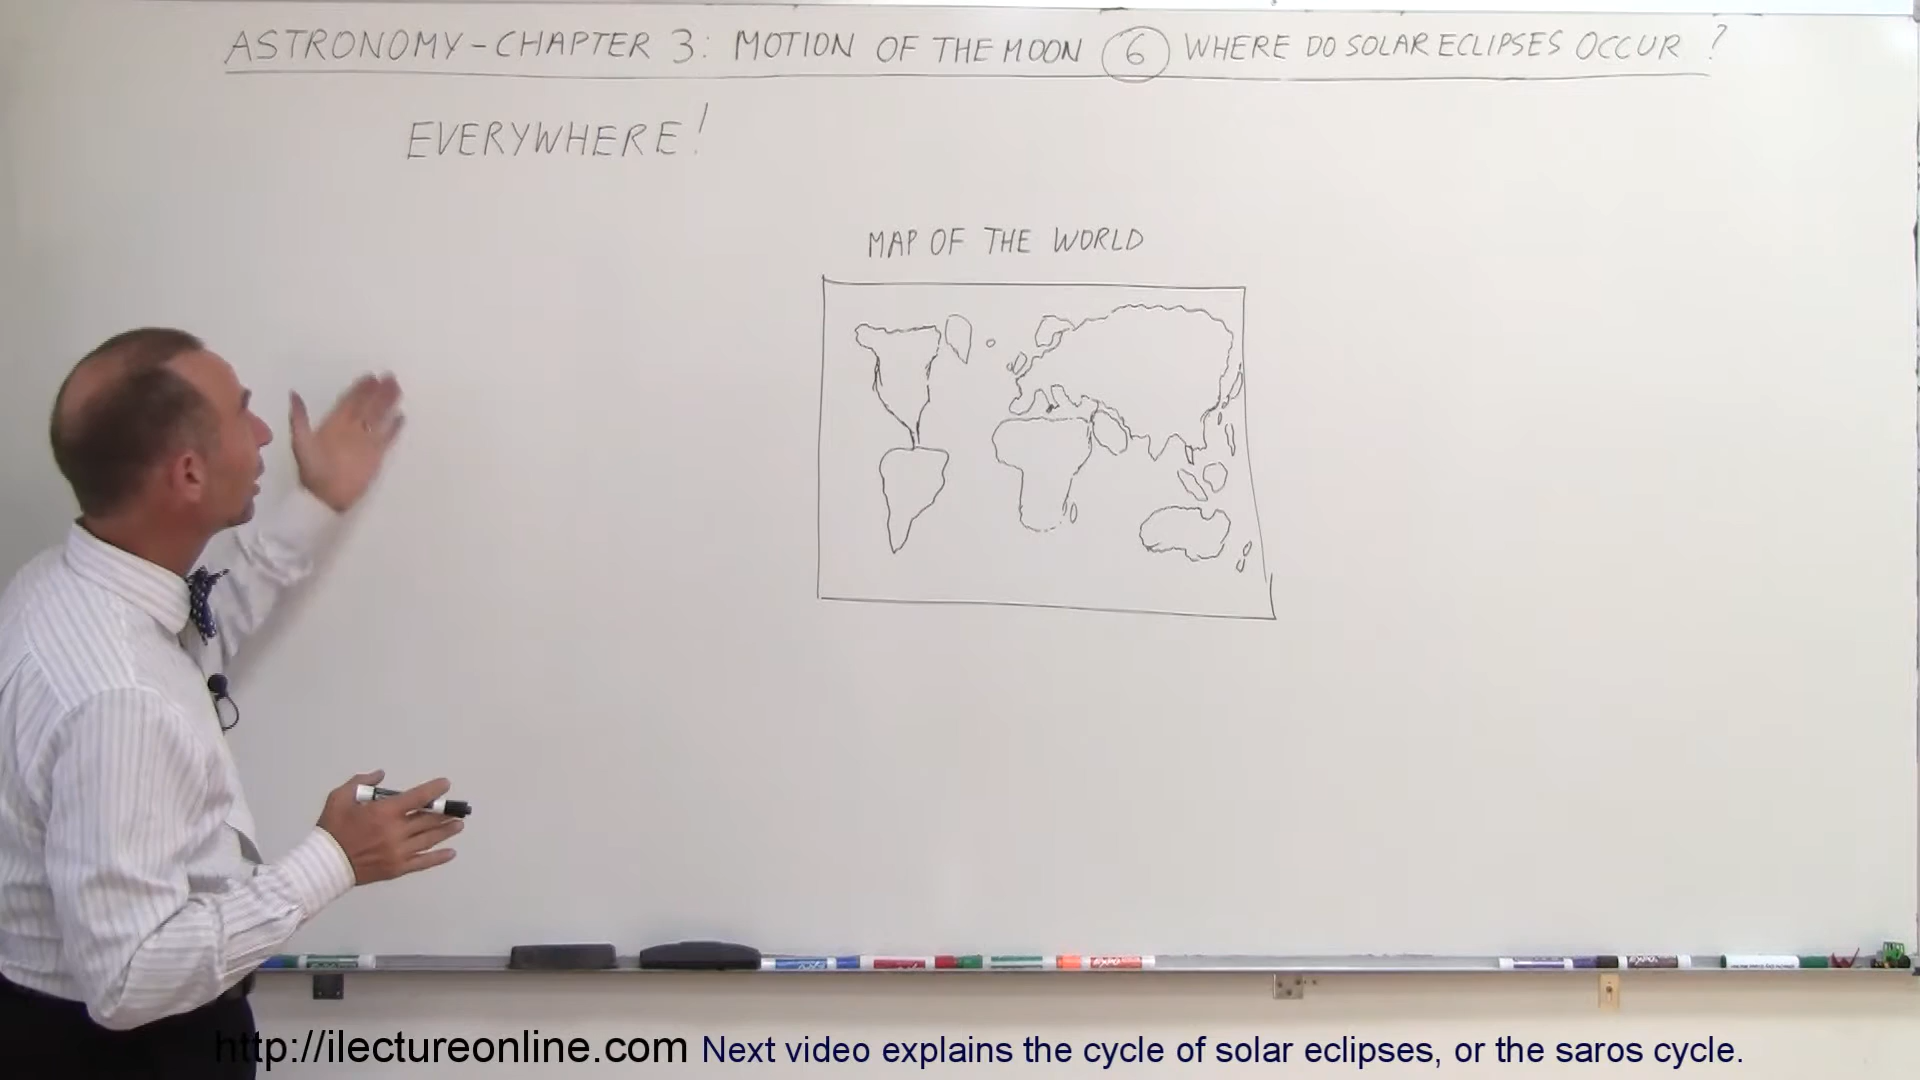 ASTRONOMY - CHAPTER 3: MOTION OF THE MOON 6 WHERE DO SOLAR ECLIPSES OCCUR ?
EVERYWHERE!
MAP OF THE WORLD
http://ilectureonline.com Next video explains the cycle of solar eclipses, or the saros cycle.